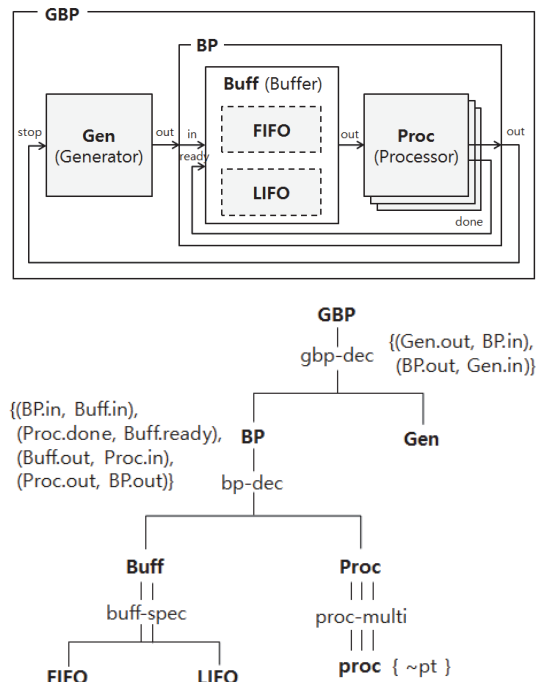 GBP
BP
Buff (Buffer)
stop
Gen
(Generator)
out
in
ready
FIFO
LIFO
out
Proc
(Processor)
out
done
GBP
gbp-dec
{(Gen.out, BP.in),
(BP.out, Gen.in)}
{(BP.in, Buff.in),
(Proc.done, Buff.ready),
(Buff.out, Proc.in),
(Proc.out, BP.out)}
BP
Gen
bp-dec
Buff
Proc
buff-spec
proc-multi
FIFO
LIFO
proc { ~pt }